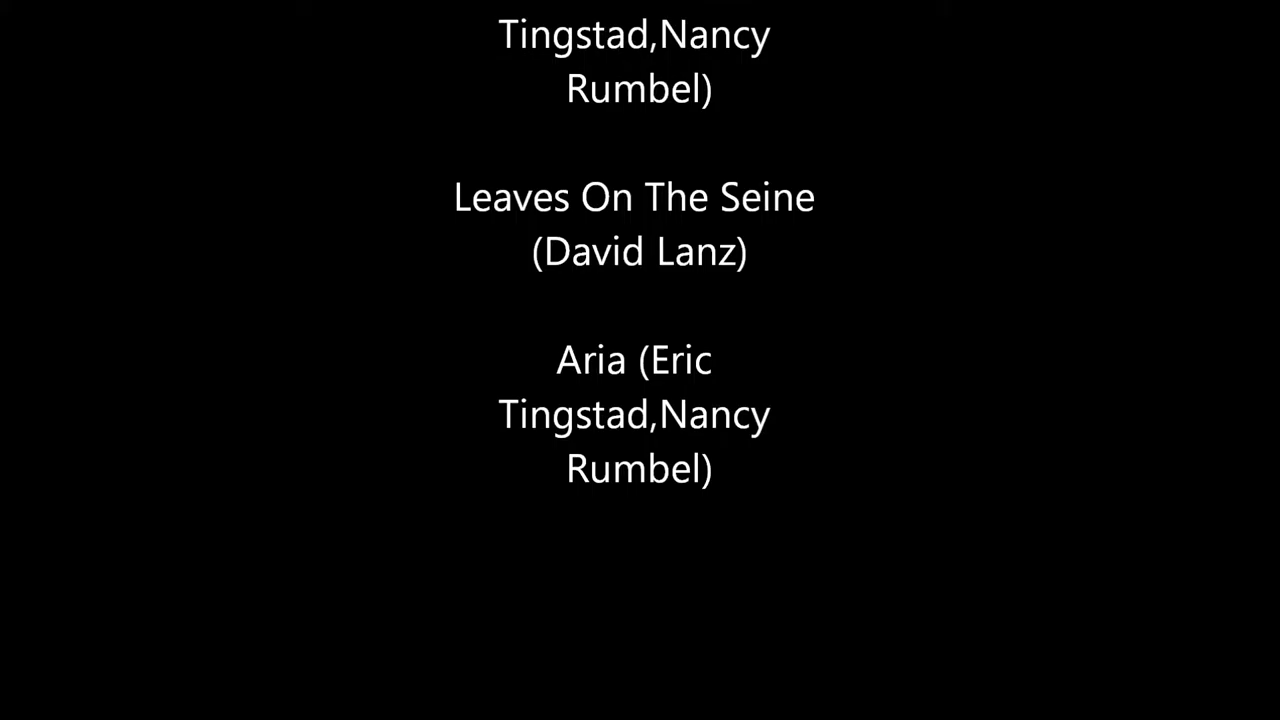 Tingstad,Nancy
Rumbel)
Leaves On The Seine
(David Lanz)
Aria (Eric
Tingstad,Nancy
Rumbel)